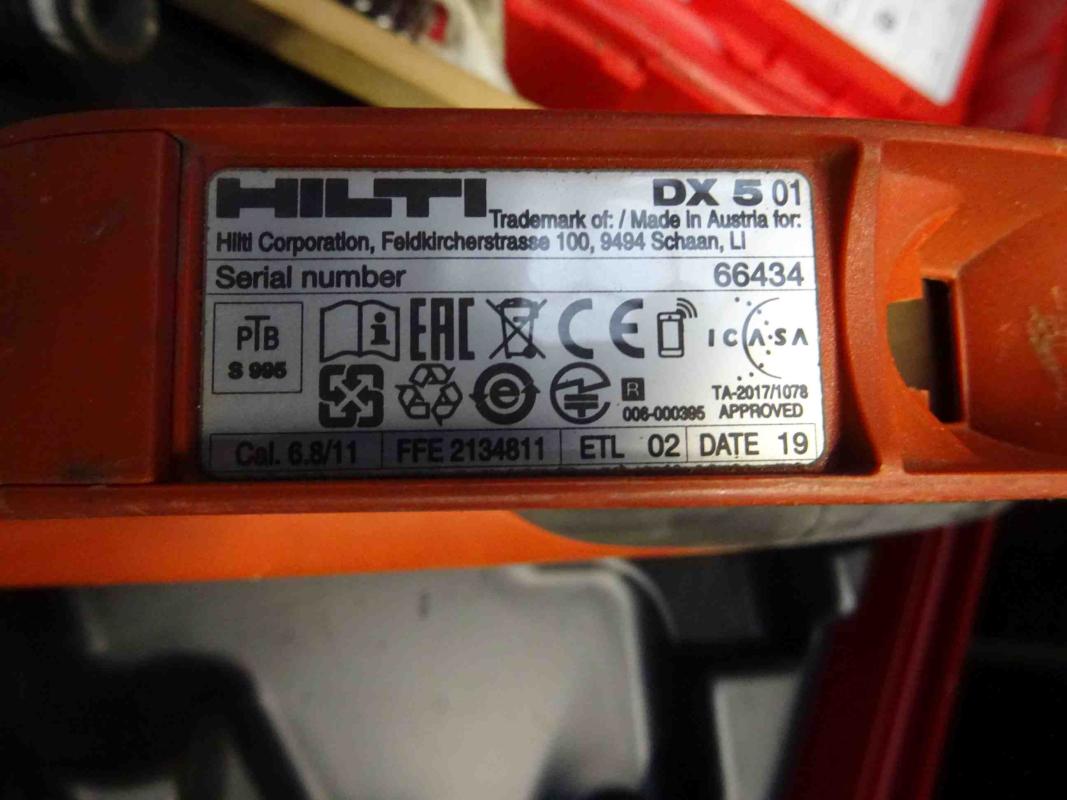 HILTI DX 5 01
Trademark of: / Made in Austria for:
Hilti Corporation, Feldkircherstrasse 100, 9494 Schaan, LI
Serial number 66434
PTB
S 995
i EAC CE ICASA
e R
006-000395
TA-2017/1078
APPROVED
Cal. 6.8/11 FFE 2134811 ETL 02 DATE 19